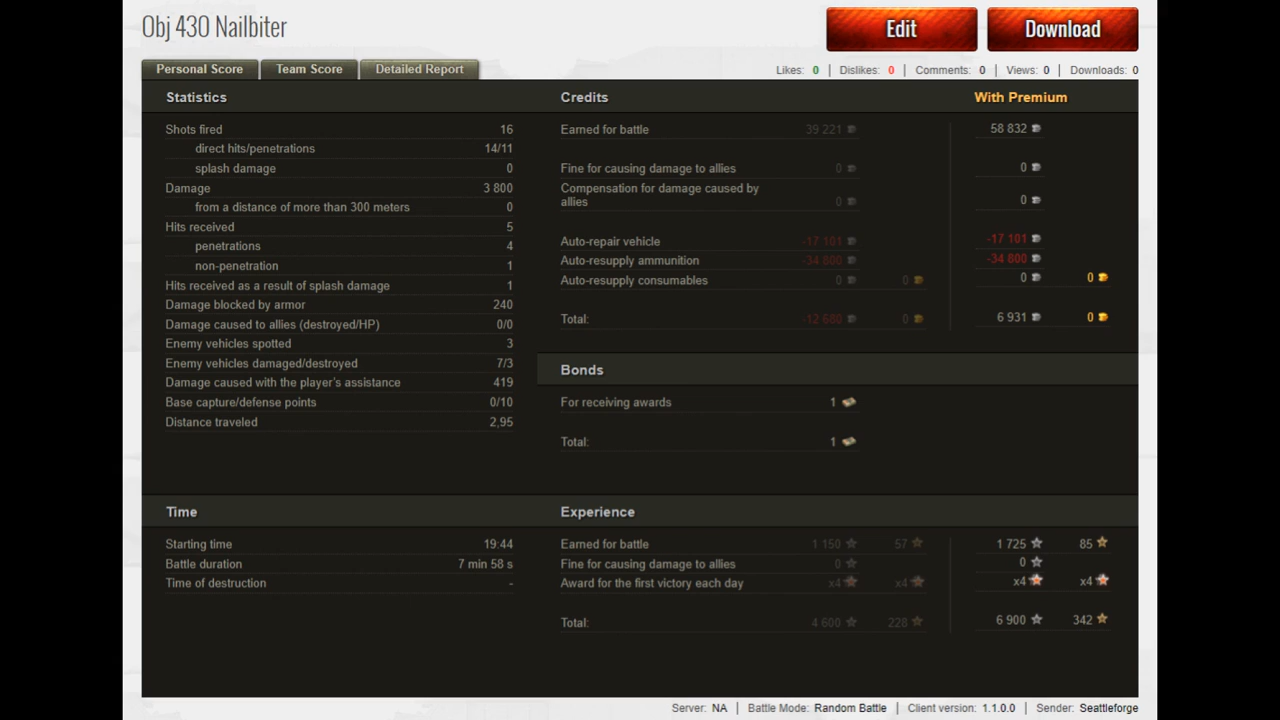 Obj 430 Nailbiter
Edit
Download
Personal Score
Team Score
Detailed Report
Likes: 0 | Dislikes: 0 | Comments: 0 | Views: 0 | Downloads: 0
Statistics
Shots fired 16
direct hits/penetrations 14/11
splash damage 0
Damage 3 800
from a distance of more than 300 meters 0
Hits received 5
penetrations 4
non-penetration 1
Hits received as a result of splash damage 1
Damage blocked by armor 240
Damage caused to allies (destroyed/HP) 0/0
Enemy vehicles spotted 3
Enemy vehicles damaged/destroyed 7/3
Damage caused with the player's assistance 419
Base capture/defense points 0/10
Distance traveled 2,95
Credits With Premium
Earned for battle 39 221 58 832
Fine for causing damage to allies 0 0
Compensation for damage caused by
allies 0 0
Auto-repair vehicle -17 101 -17 101
Auto-resupply ammunition -34 800 -34 800
Auto-resupply consumables 0 0 0 0
Total: -12 680 0 6 931 0
Bonds
For receiving awards 1
Total: 1
Time
Starting time 19:44
Battle duration 7 min 58 s
Time of destruction -
Experience
Earned for battle 1 150 57 1 725 85
Fine for causing damage to allies 0 0
Award for the first victory each day x4 x4 x4 x4
Total: 4 600 228 6 900 342
Server: NA | Battle Mode: Random Battle | Client version: 1.1.0.0 | Sender: Seattleforge